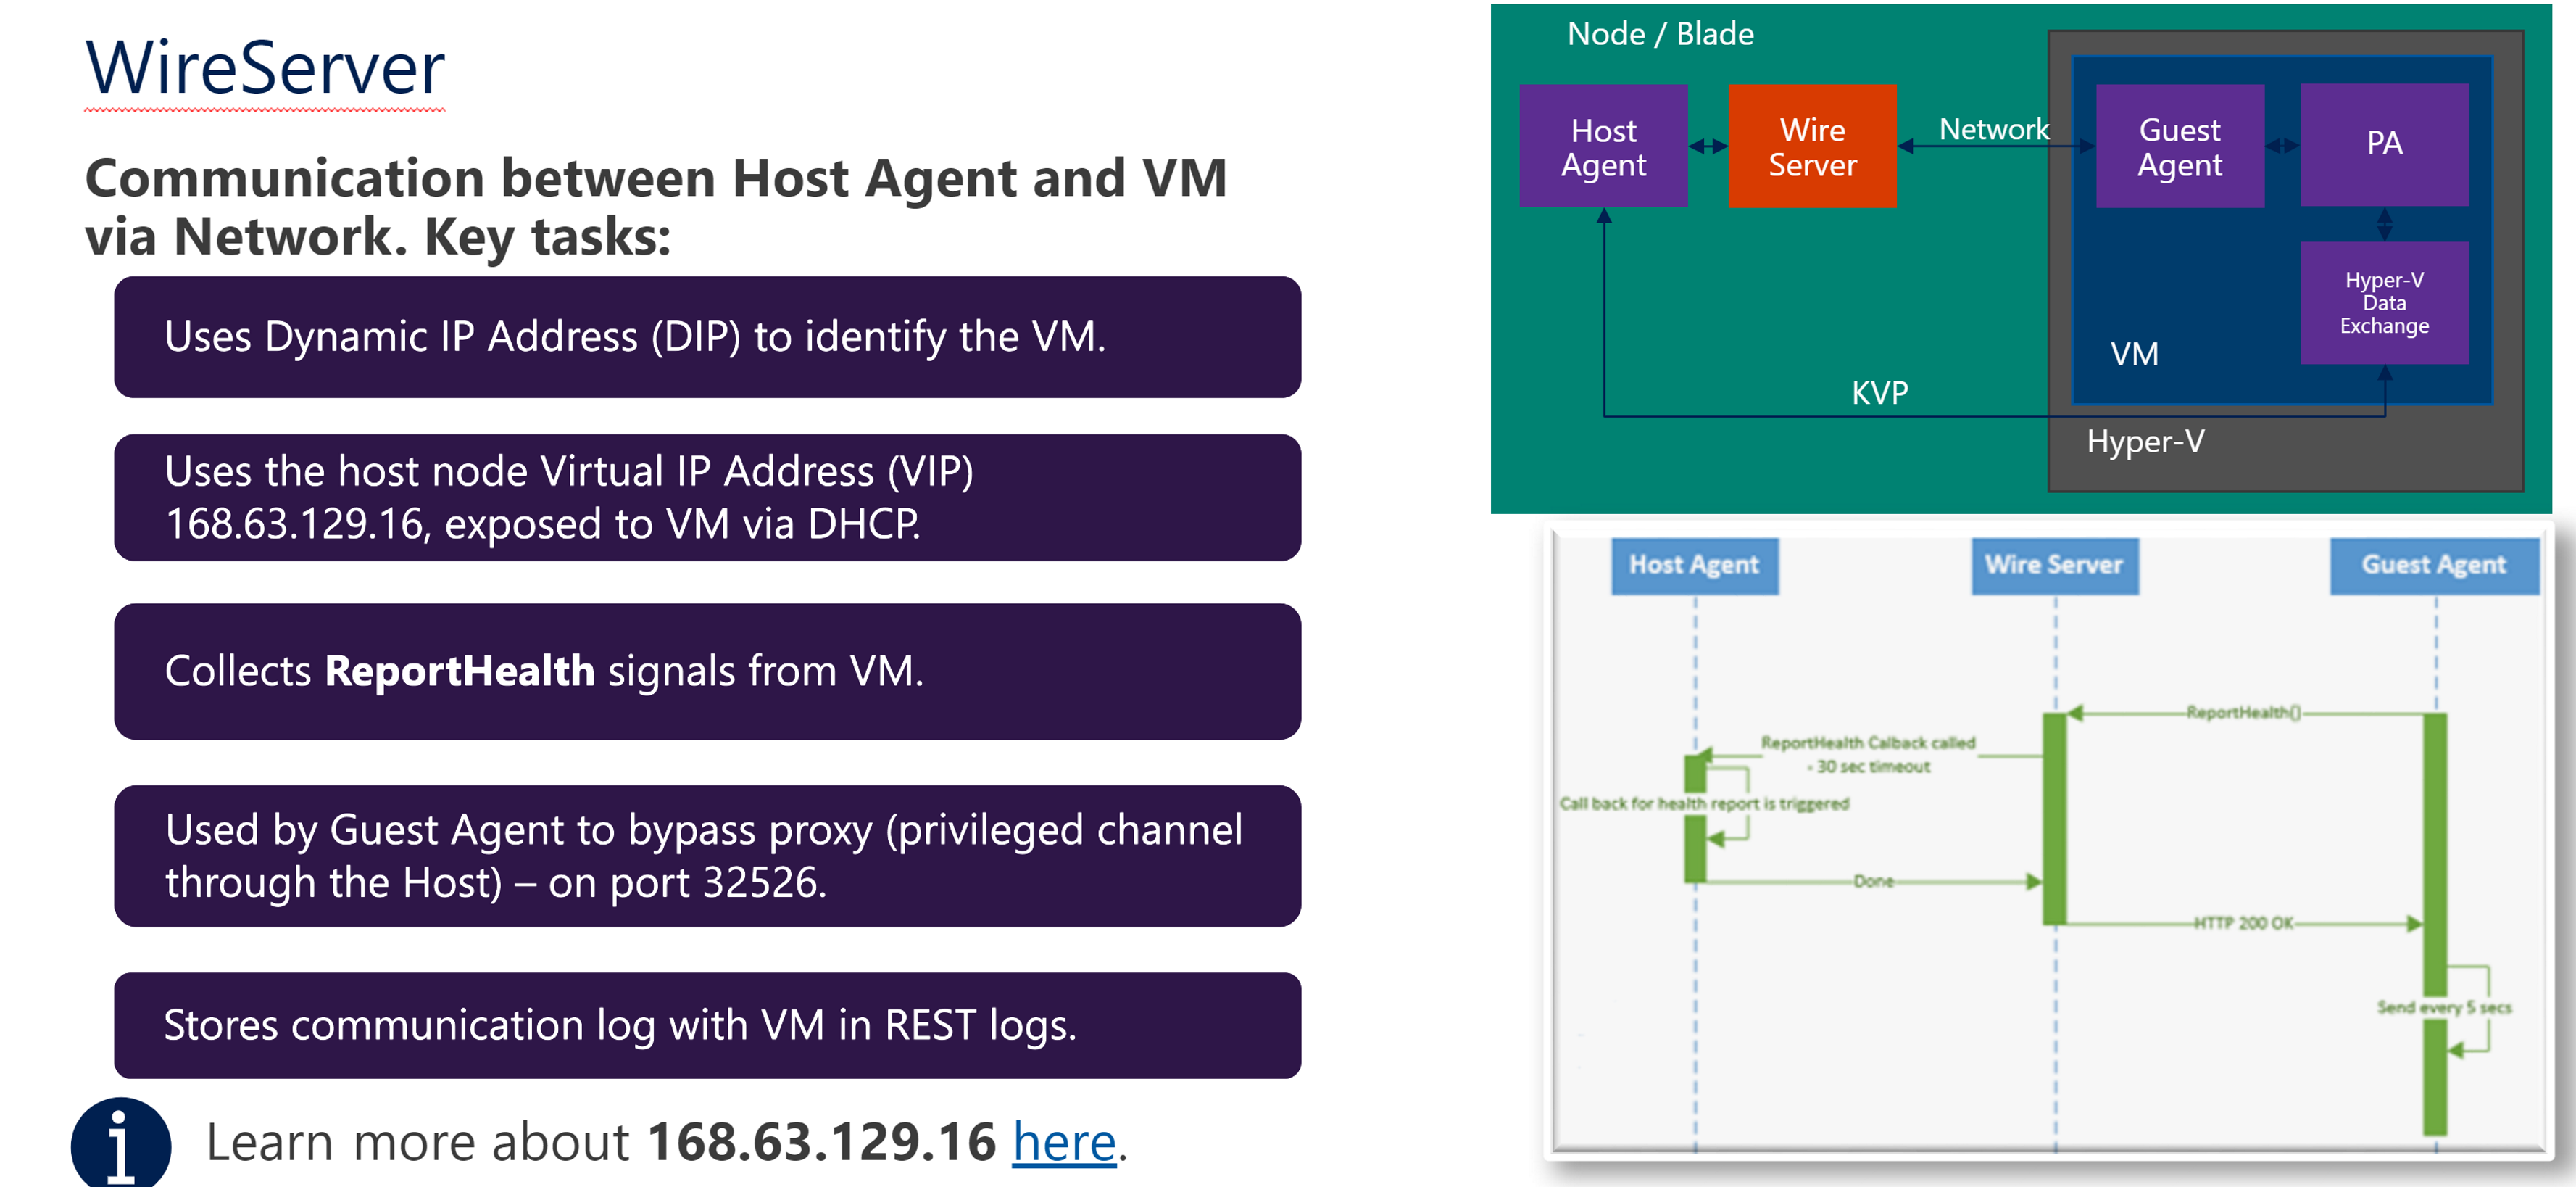 WireServer
Communication between Host Agent and VM
via Network. Key tasks:
Uses Dynamic IP Address (DIP) to identify the VM.
Uses the host node Virtual IP Address (VIP)
168.63.129.16, exposed to VM via DHCP.
Collects ReportHealth signals from VM.
Used by Guest Agent to bypass proxy (privileged channel
through the Host) – on port 32526.
Stores communication log with VM in REST logs.
i
Learn more about 168.63.129.16 here.
Node / Blade
Host
Agent
Wire
Server
Network
Guest
Agent
PA
Hyper-V
Data
Exchange
VM
KVP
Hyper-V
Host Agent
Wire Server
Guest Agent
ReportHealth()
ReportHealth Calback called
- 30 sec timeout
Call back for health report is triggered
Done
HTTP 200 OK
Send every 5 secs